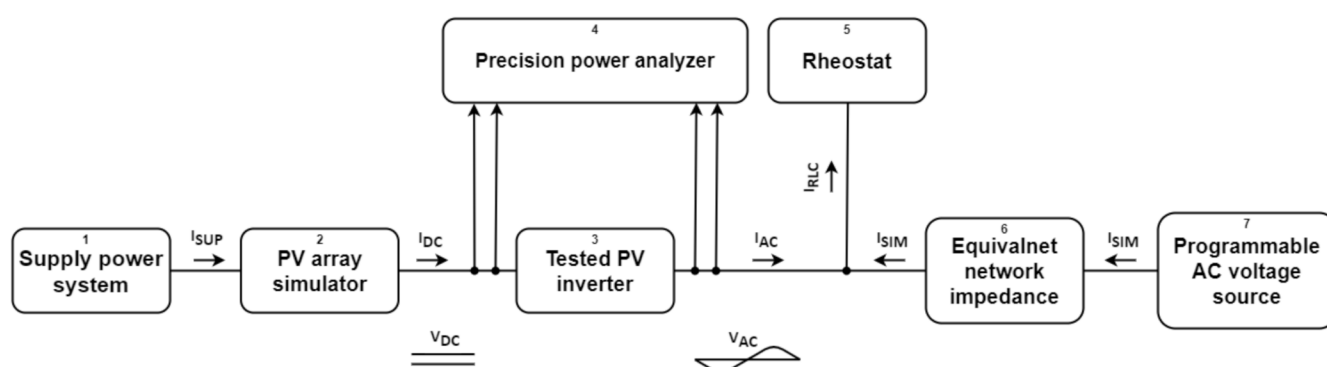 4
Precision power analyzer
5
Rheostat
I_RLC
1
Supply power
system
I_SUP
2
PV array
simulator
I_DC
3
Tested PV
inverter
I_AC
I_SIM
6
Equivalnet
network
impedance
I_SIM
7
Programmable
AC voltage
source
V_DC
V_AC